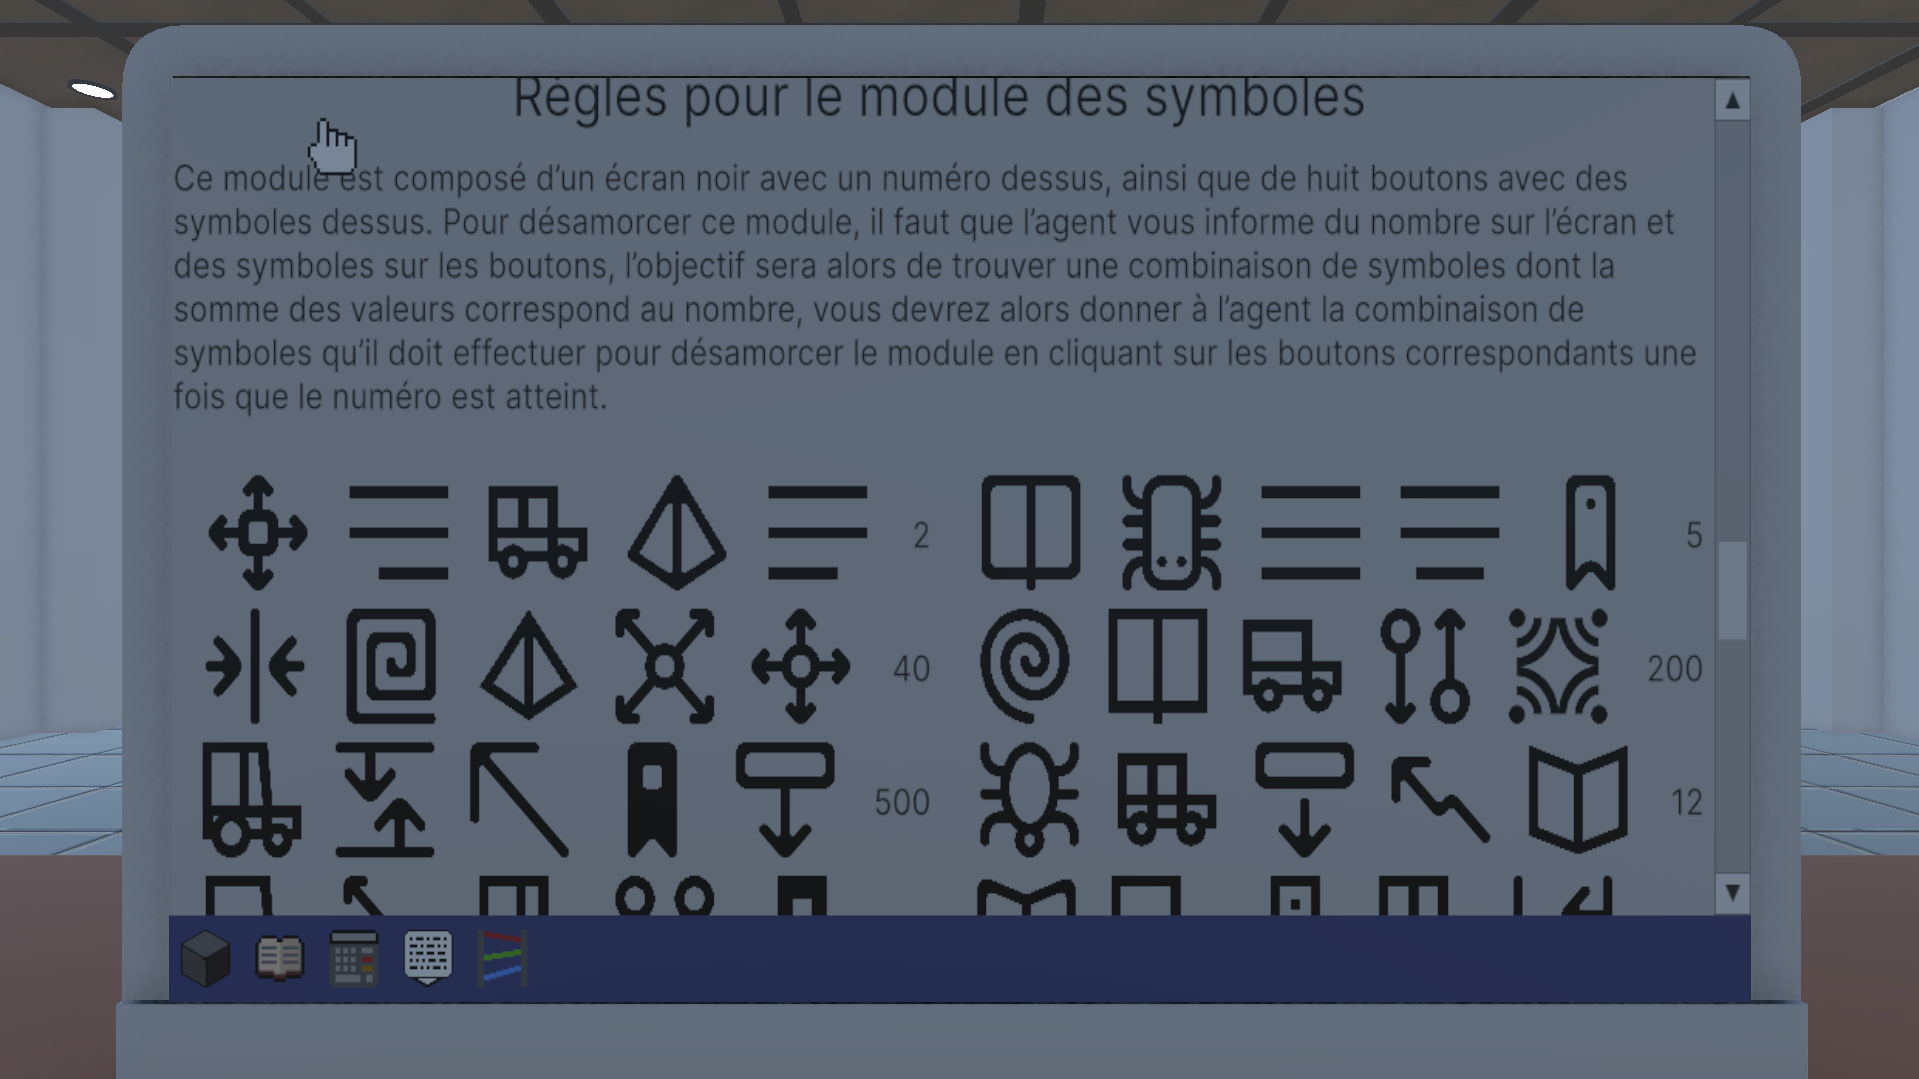 Règles pour le module des symboles
Ce module est composé d’un écran noir avec un numéro dessus, ainsi que de huit boutons avec des
symboles dessus. Pour désamorcer ce module, il faut que l’agent vous informe du nombre sur l’écran et
des symboles sur les boutons, l’objectif sera alors de trouver une combinaison de symboles dont la
somme des valeurs correspond au nombre, vous devrez alors donner à l’agent la combinaison de
symboles qu’il doit effectuer pour désamorcer le module en cliquant sur les boutons correspondants une
fois que le numéro est atteint.
2 5
40 200
500 12